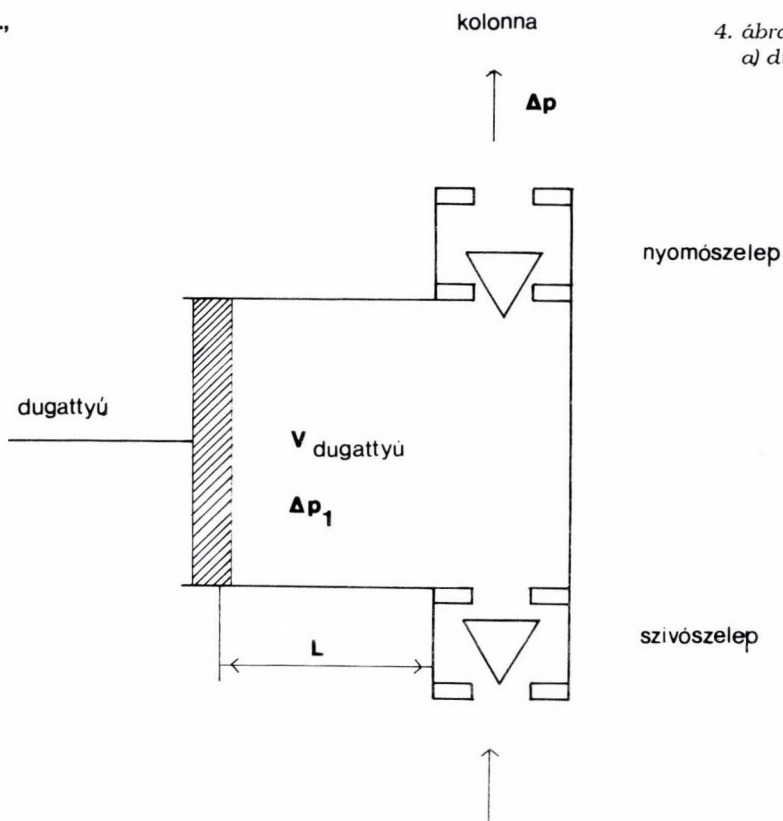 kolonna
4. ábra
a) d
Δp
nyomószelep
dugattyú
V dugattyú
Δp₁
szívószelep
L